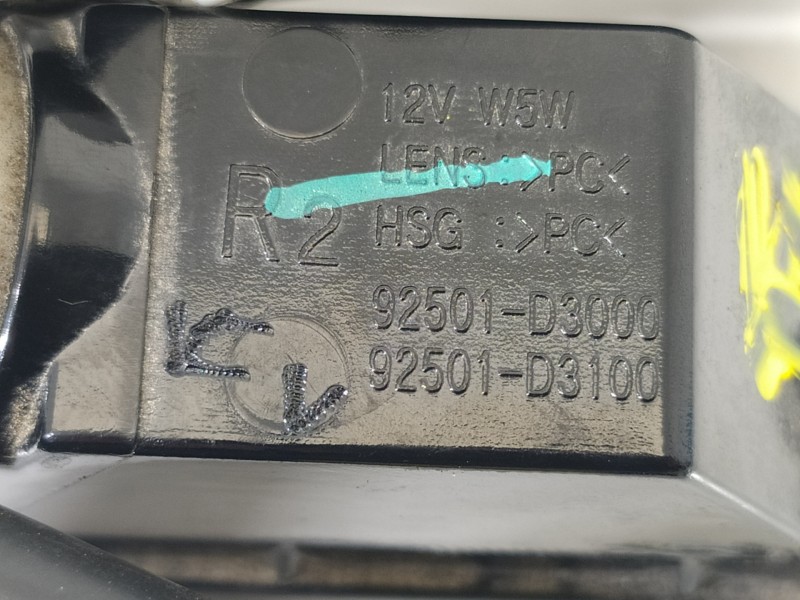 12V W5W
LENS:>PC<
R2
HSG :>PC<
92501-D3000
92501-D3100